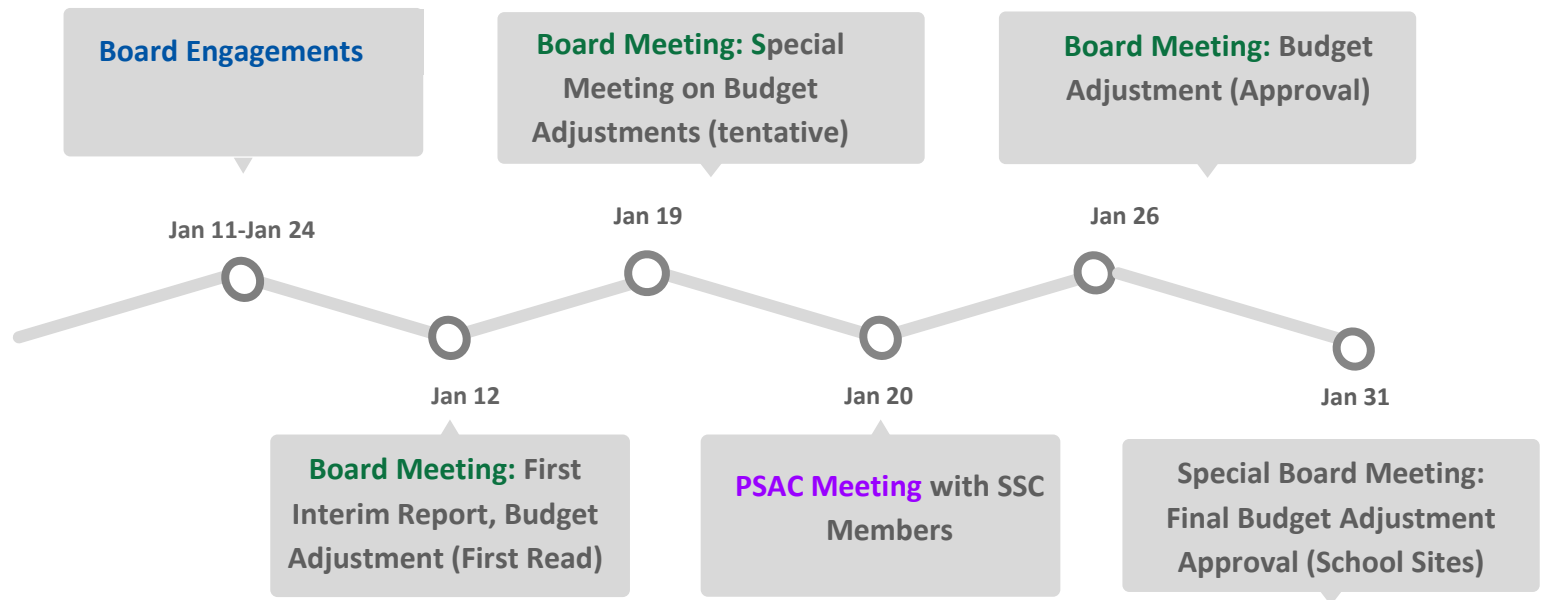 Board Engagements
Jan 11-Jan 24
Jan 12
Board Meeting: First
Interim Report, Budget
Adjustment (First Read)
Board Meeting: Special
Meeting on Budget
Adjustments (tentative)
Jan 19
Jan 20
PSAC Meeting with SSC
Members
Board Meeting: Budget
Adjustment (Approval)
Jan 26
Jan 31
Special Board Meeting:
Final Budget Adjustment
Approval (School Sites)